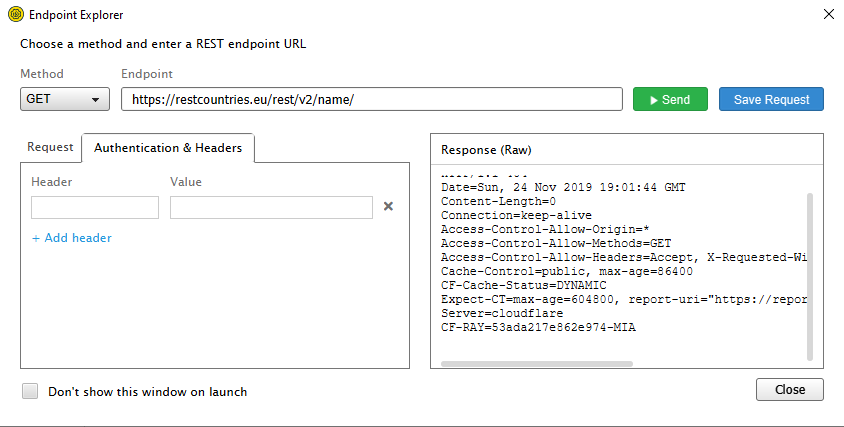 Endpoint Explorer
Choose a method and enter a REST endpoint URL
Method Endpoint
GET https://restcountries.eu/rest/v2/name/ Send Save Request
Request Authentication & Headers
Header Value
+ Add header
Response (Raw)
Date=Sun, 24 Nov 2019 19:01:44 GMT
Content-Length=0
Connection=keep-alive
Access-Control-Allow-Origin=*
Access-Control-Allow-Methods=GET
Access-Control-Allow-Headers=Accept, X-Requested-Wi
Cache-Control=public, max-age=86400
CF-Cache-Status=DYNAMIC
Expect-CT=max-age=604800, report-uri="https://repor
Server=cloudflare
CF-RAY=53ada217e862e974-MIA
Don't show this window on launch
Close